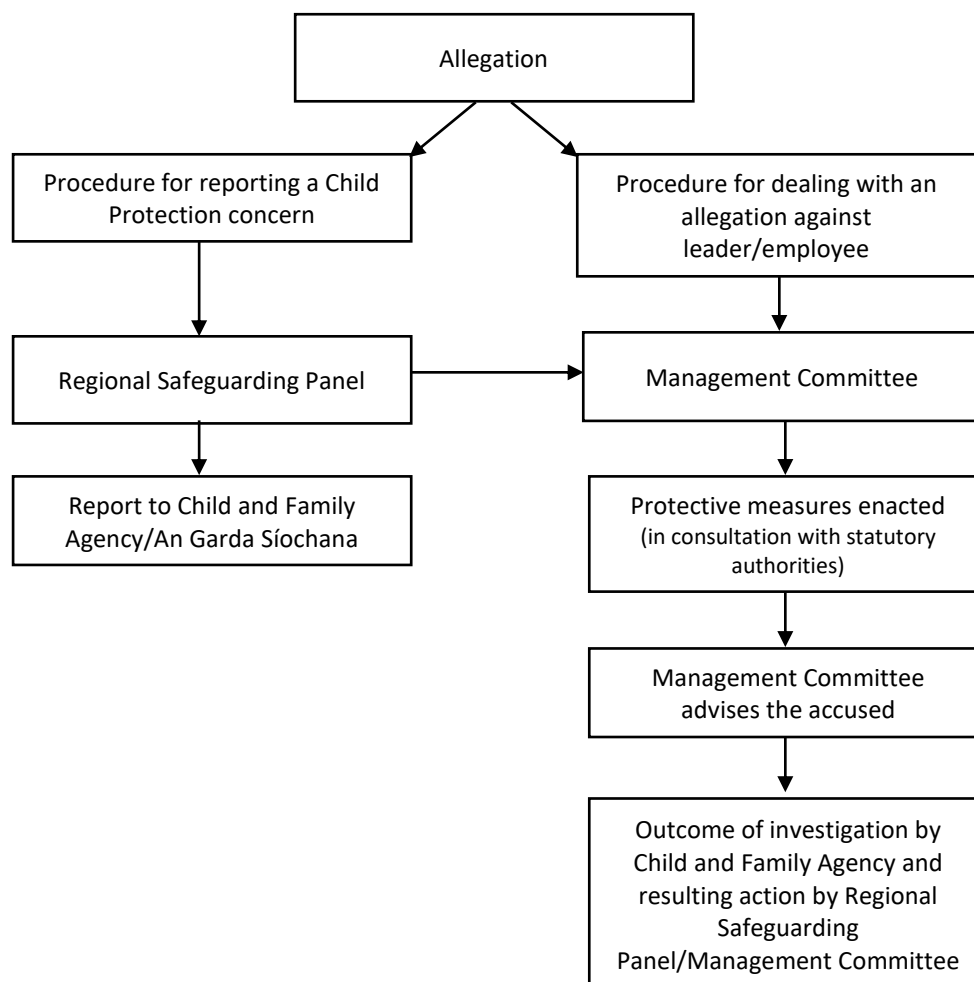 Allegation
Procedure for reporting a Child
Protection concern
Procedure for dealing with an
allegation against
leader/employee
Regional Safeguarding Panel
Management Committee
Report to Child and Family
Agency/An Garda Síochana
Protective measures enacted
(in consultation with statutory
authorities)
Management Committee
advises the accused
Outcome of investigation by
Child and Family Agency and
resulting action by Regional
Safeguarding
Panel/Management Committee